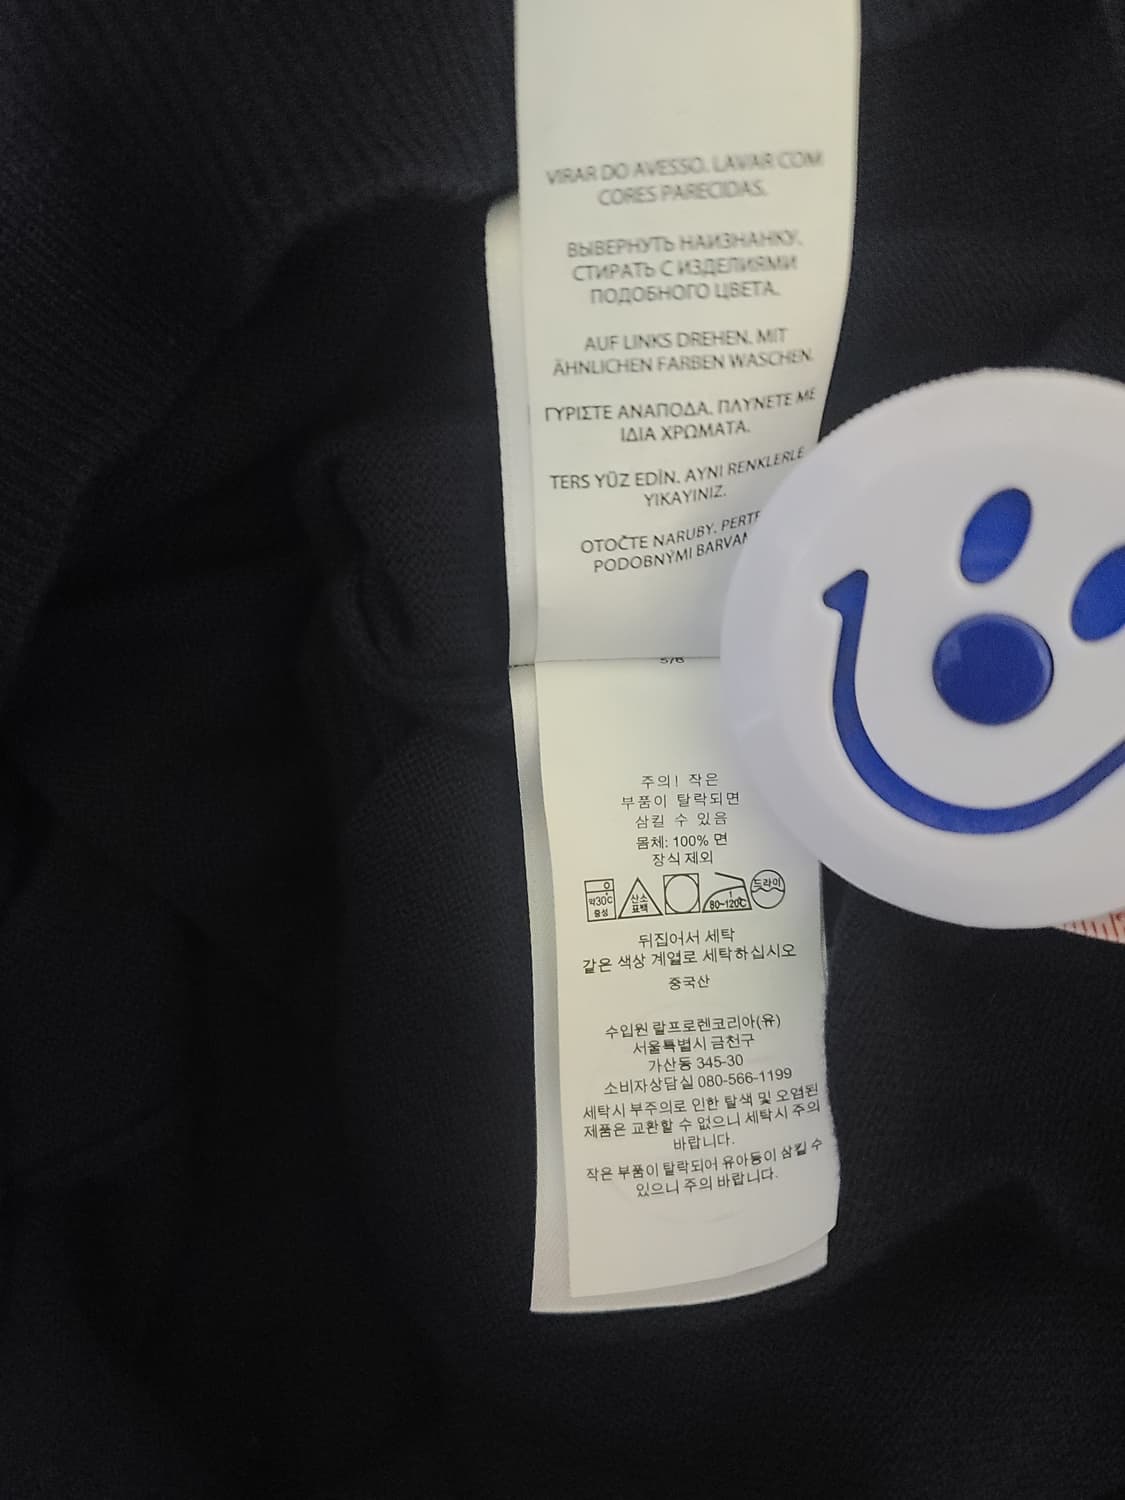 VIRAR DO AVESSO. LAVAR COM
CORES PARECIDAS.
ВЫВЕРНУТЬ НАИЗНАНКУ.
СТИРАТЬ С ИЗДЕЛИЯМИ
ПОДОБНОГО ЦВЕТА.
AUF LINKS DREHEN. MIT
ÄHNLICHEN FARBEN WASCHEN.
ΓΥΡΙΣΤΕ ΑΝΑΠΟΔΑ. ΠΛΥΝΕΤΕ ΜΕ
ΙΔΙΑ ΧΡΩΜΑΤΑ.
TERS YÜZ EDİN. AYNI RENKLERLE
YIKAYINIZ.
OTOČTE NARUBY.
PODOBNÝMI
주의! 작은
부품이 탈락되면
삼킬 수 있음
몸체: 100% 면
장식 제외
약30℃
중성
산소
표백
80~120℃
드라이
뒤집어서 세탁
같은 색상 계열로 세탁하십시오
중국산
수입원 랄프로렌코리아(유)
서울특별시 금천구
가산동 345-30
소비자상담실 080-566-1199
세탁시 부주의로 인한 탈색 및 오염된
제품은 교환할 수 없으니 세탁시 주의
바랍니다.
작은 부품이 탈락되어 유아등이 삼킬 수
있으니 주의 바랍니다.